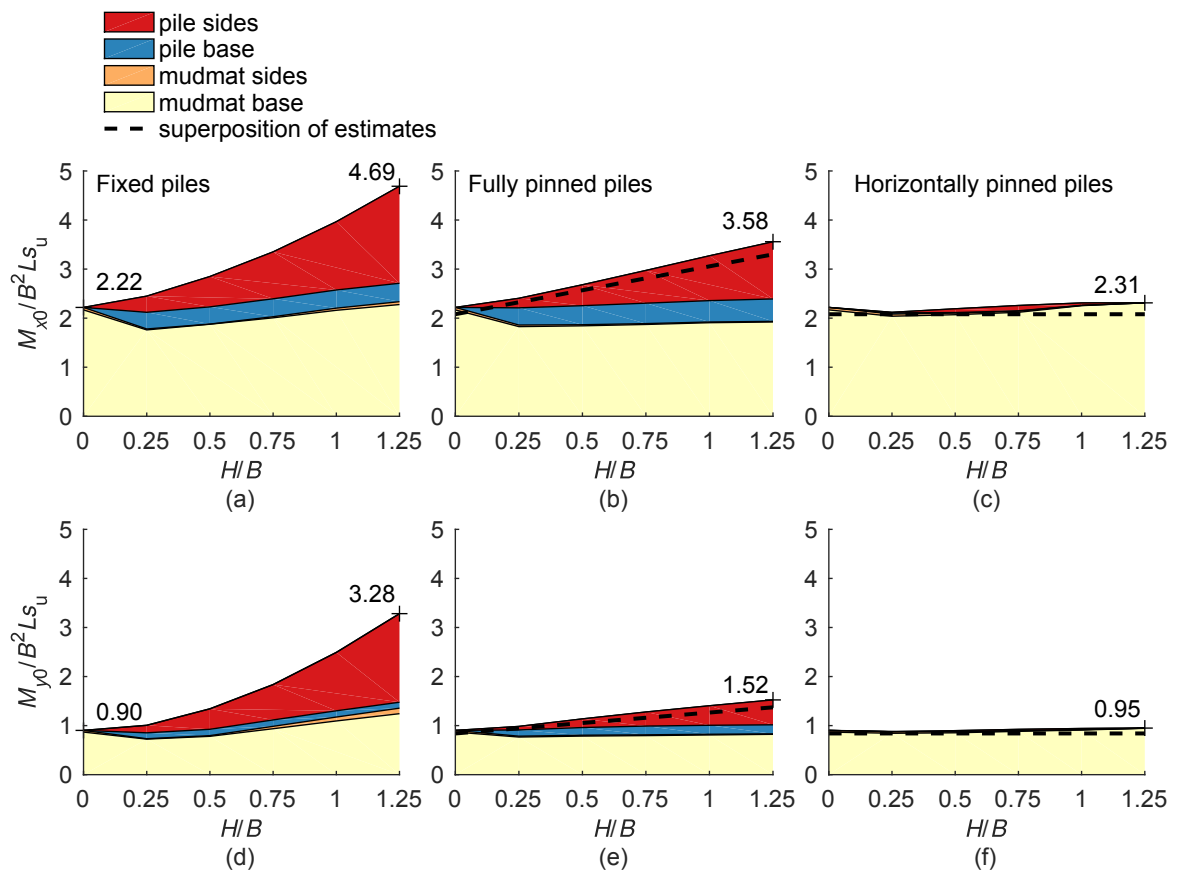 pile sides
pile base
mudmat sides
mudmat base
superposition of estimates
Fixed piles
4.69
2.22
M_x0/B²Ls_u
5
4
3
2
1
0
0 0.25 0.5 0.75 1 1.25
H/B
(a)
Fully pinned piles
3.58
5
4
3
2
1
0
0 0.25 0.5 0.75 1 1.25
H/B
(b)
Horizontally pinned piles
2.31
5
4
3
2
1
0
0 0.25 0.5 0.75 1 1.25
H/B
(c)
3.28
0.90
M_y0/B²Ls_u
5
4
3
2
1
0
0 0.25 0.5 0.75 1 1.25
H/B
(d)
1.52
5
4
3
2
1
0
0 0.25 0.5 0.75 1 1.25
H/B
(e)
0.95
5
4
3
2
1
0
0 0.25 0.5 0.75 1 1.25
H/B
(f)